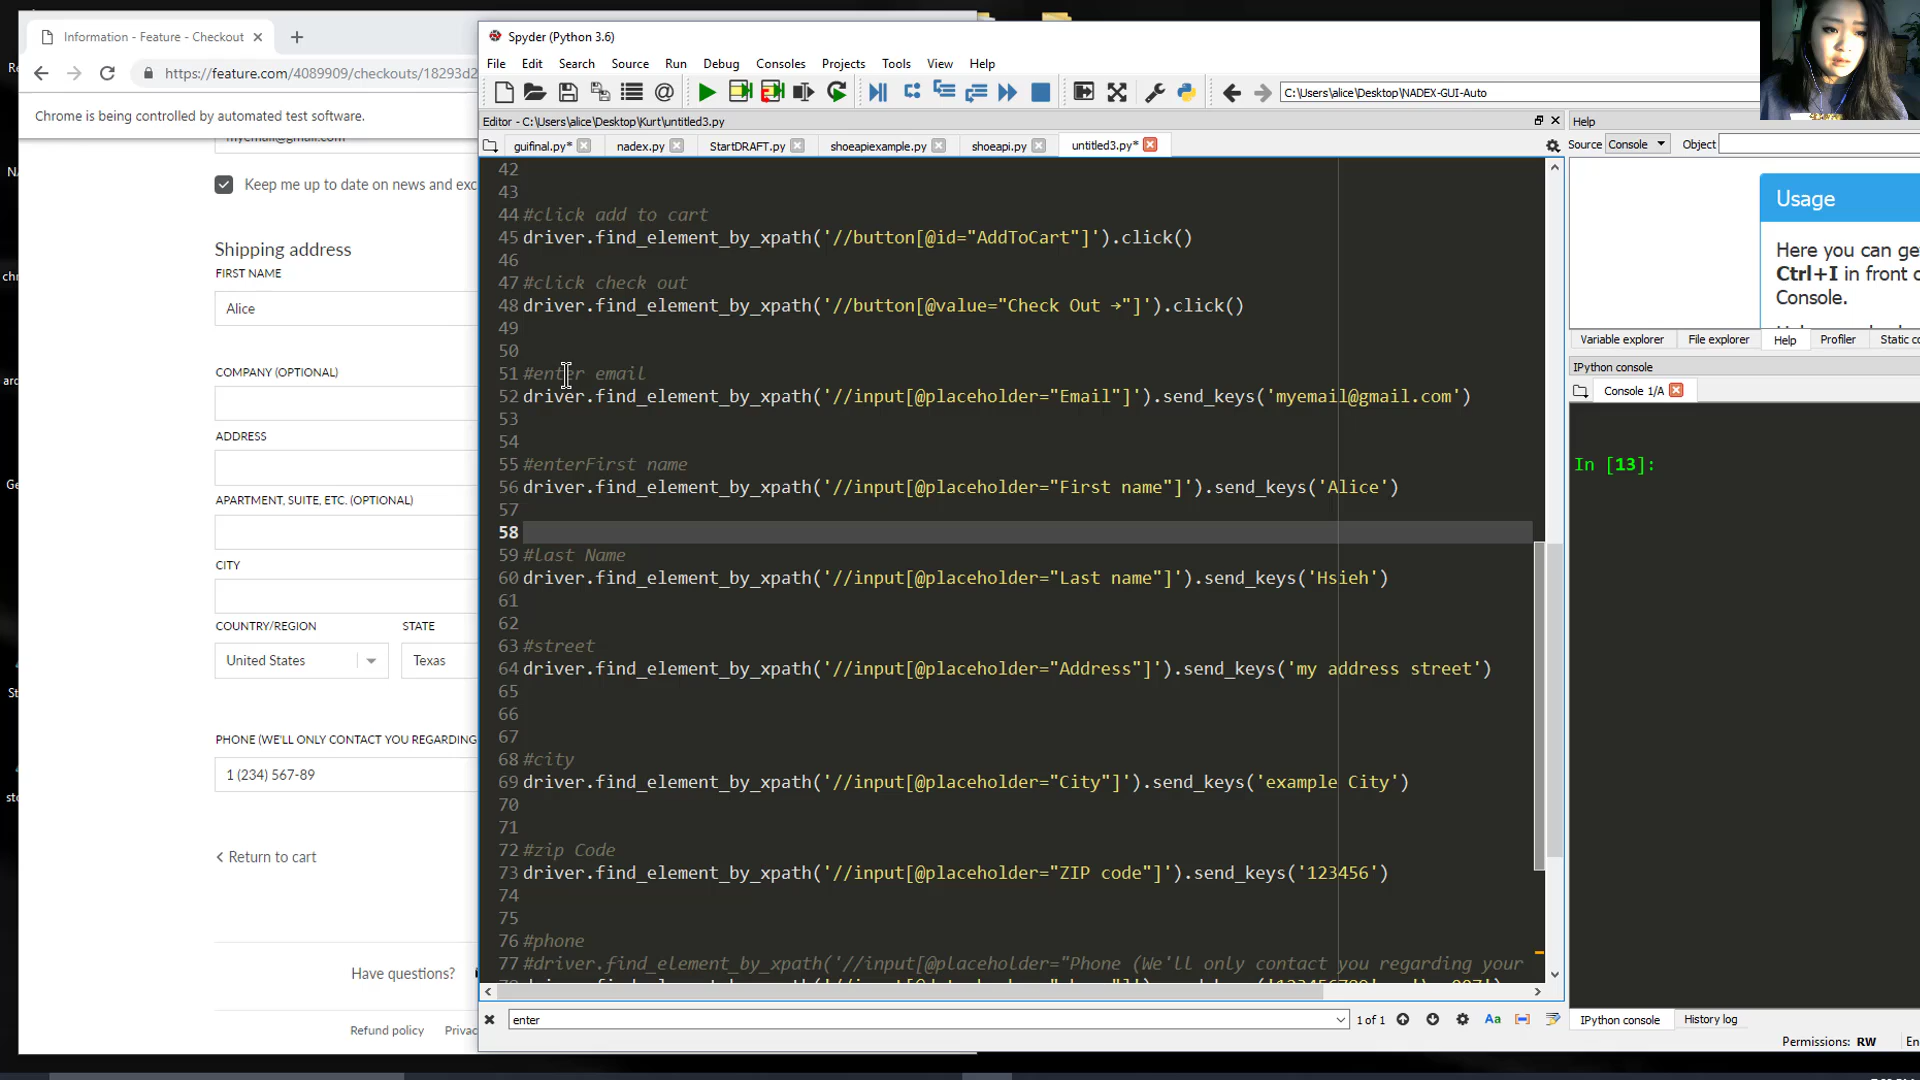 Information - Feature - Checkout
https://feature.com/4089909/checkouts/18293d2
Chrome is being controlled by automated test software.
myemail@gmail.com
Keep me up to date on news and exc
Shipping address
FIRST NAME
Alice
COMPANY (OPTIONAL)
ADDRESS
APARTMENT, SUITE, ETC. (OPTIONAL)
CITY
COUNTRY/REGION
STATE
United States
Texas
PHONE (WE'LL ONLY CONTACT YOU REGARDING
1 (234) 567-89
< Return to cart
Have questions?
Refund policy
Privac
Spyder (Python 3.6)
File Edit Search Source Run Debug Consoles Projects Tools View Help
C:\Users\alice\Desktop\NADEX-GUI-Auto
Editor - C:\Users\alice\Desktop\Kurt\untitled3.py
guifinal.py* nadex.py StartDRAFT.py shoeapiexample.py shoeapi.py untitled3.py*
42
43
44 #click add to cart
45 driver.find_element_by_xpath('//button[@id="AddToCart"]').click()
46
47 #click check out
48 driver.find_element_by_xpath('//button[@value="Check Out →"]').click()
49
50
51 #enter email
52 driver.find_element_by_xpath('//input[@placeholder="Email"]').send_keys('myemail@gmail.com')
53
54
55 #enterFirst name
56 driver.find_element_by_xpath('//input[@placeholder="First name"]').send_keys('Alice')
57
58
59 #last Name
60 driver.find_element_by_xpath('//input[@placeholder="Last name"]').send_keys('Hsieh')
61
62
63 #street
64 driver.find_element_by_xpath('//input[@placeholder="Address"]').send_keys('my address street')
65
66
67
68 #city
69 driver.find_element_by_xpath('//input[@placeholder="City"]').send_keys('example City')
70
71
72 #zip Code
73 driver.find_element_by_xpath('//input[@placeholder="ZIP code"]').send_keys('123456')
74
75
76 #phone
77 #driver.find_element_by_xpath('//input[@placeholder="Phone (We'll only contact you regarding your
enter
1 of 1
Aa
Help
Source Console Object
Usage
Here you can ge
Ctrl+I in front o
Console.
Variable explorer File explorer Help Profiler Static co
IPython console
Console 1/A
In [13]:
IPython console History log
Permissions: RW En